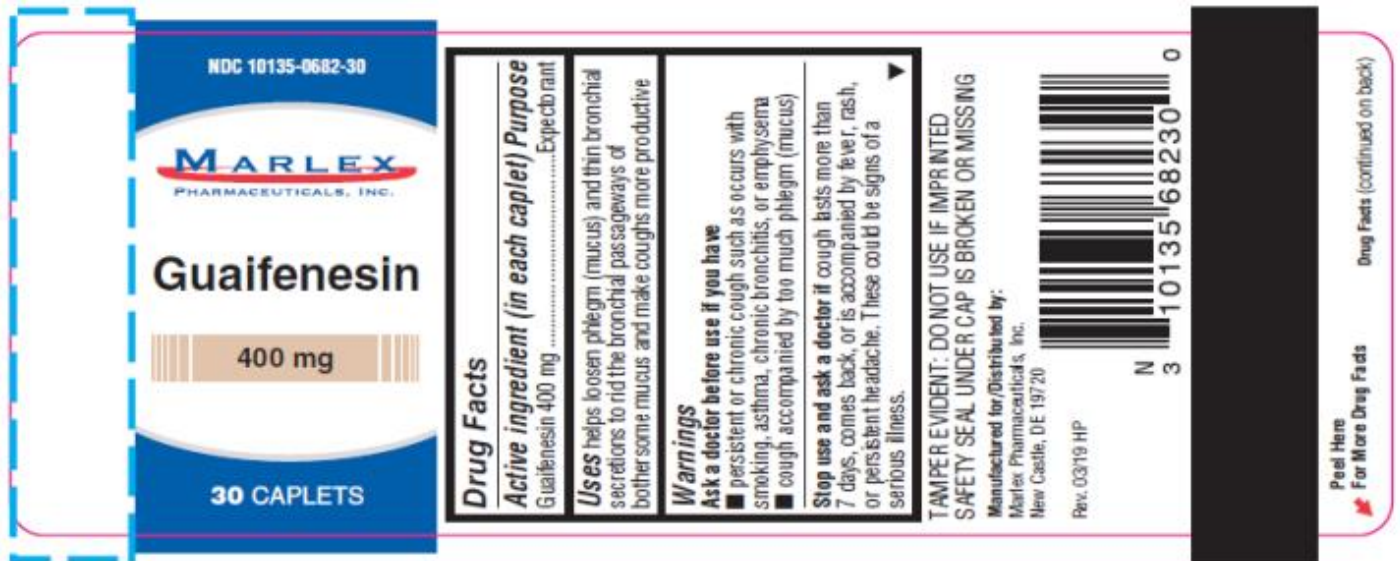 NDC 10135-0682-30
MARLEX
PHARMACEUTICALS, INC.
Guaifenesin
400 mg
30 CAPLETS
Drug Facts
Active ingredient (in each caplet) Purpose
Guaifenesin 400 mg ........................................Expectorant
Uses helps loosen phlegm (mucus) and thin bronchial
secretions to rid the bronchial passageways of
bothersome mucus and make coughs more productive
Warnings
Ask a doctor before use if you have
■ persistent or chronic cough such as occurs with
smoking, asthma, chronic bronchitis, or emphysema
■ cough accompanied by too much phlegm (mucus)
Stop use and ask a doctor if cough lasts more than
7 days, comes back, or is accompanied by fever, rash,
or persistent headache. These could be signs of a
serious illness.
TAMPER EVIDENT: DO NOT USE IF IMPRINTED
SAFETY SEAL UNDER CAP IS BROKEN OR MISSING
Manufactured for/Distributed by:
Marlex Pharmaceuticals, Inc.
New Castle, DE 19720
Rev. 03/19 HP
N
3 10135 68230 0
Peel Here
For More Drug Facts
Drug Facts (continued on back)